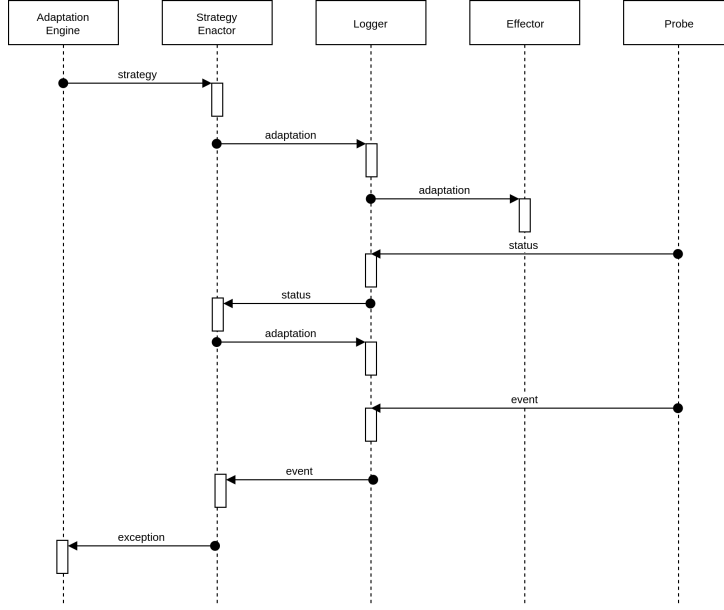 Adaptation
Engine
Strategy
Enactor
Logger
Effector
Probe
strategy
adaptation
adaptation
status
status
adaptation
event
event
exception